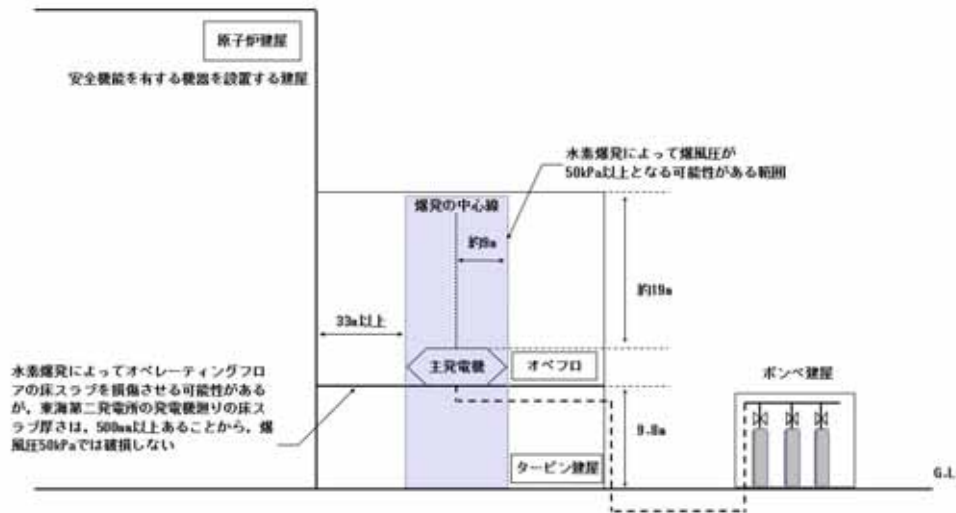 原子炉建屋
安全機能を有する機器を設置する建屋
水素爆発によって爆風圧が
50kPa以上となる可能性がある範囲
爆発の中心線
約9m
約19m
33m以上
主発電機
オペフロ
ボンベ建屋
水素爆発によってオペレーティングフロ
アの床スラブを損傷させる可能性がある
が，東海第二発電所の発電機廻りの床ス
ラブ厚さは，500mm以上あることから，爆
風圧50kPaでは破損しない
9.8m
タービン建屋
G.L